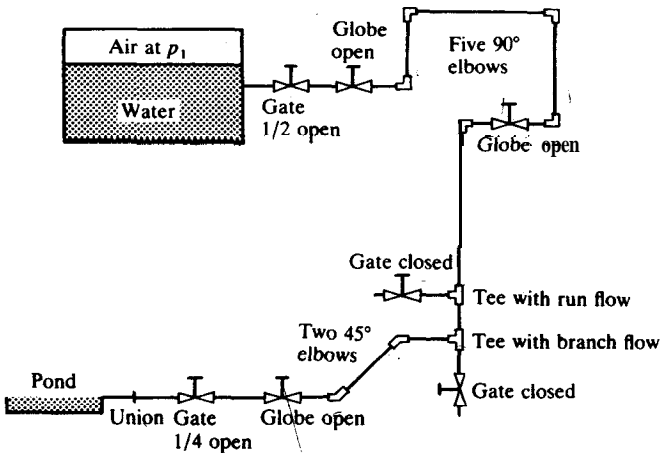 Air at p1
Water
Gate
1/2 open
Globe
open
Five 90°
elbows
Globe open
Gate closed
Tee with run flow
Two 45°
elbows
Tee with branch flow
Gate closed
Pond
Union
Gate
1/4 open
Globe open